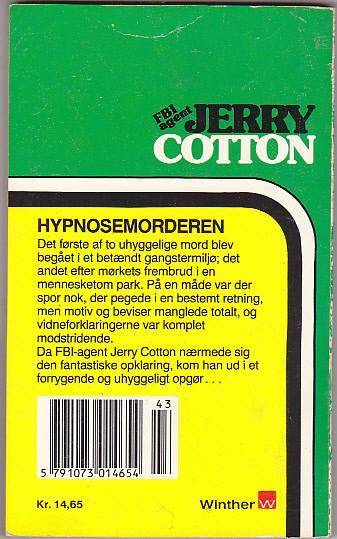 FBI
agent JERRY
COTTON
HYPNOSEMORDEREN
Det første af to uhyggelige mord blev
begået i et betændt gangstermiljø; det
andet efter mørkets frembrud i en
mennesketom park. På en måde var der
spor nok, der pegede i en bestemt retning,
men motiv og beviser manglede totalt, og
vidneforklaringerne var komplet
modstridende.
Da FBI-agent Jerry Cotton nærmede sig
den fantastiske opklaring, kom han ud i et
forrygende og uhyggeligt opgør...
43
5 791073 014654
Kr. 14,65
Winther W